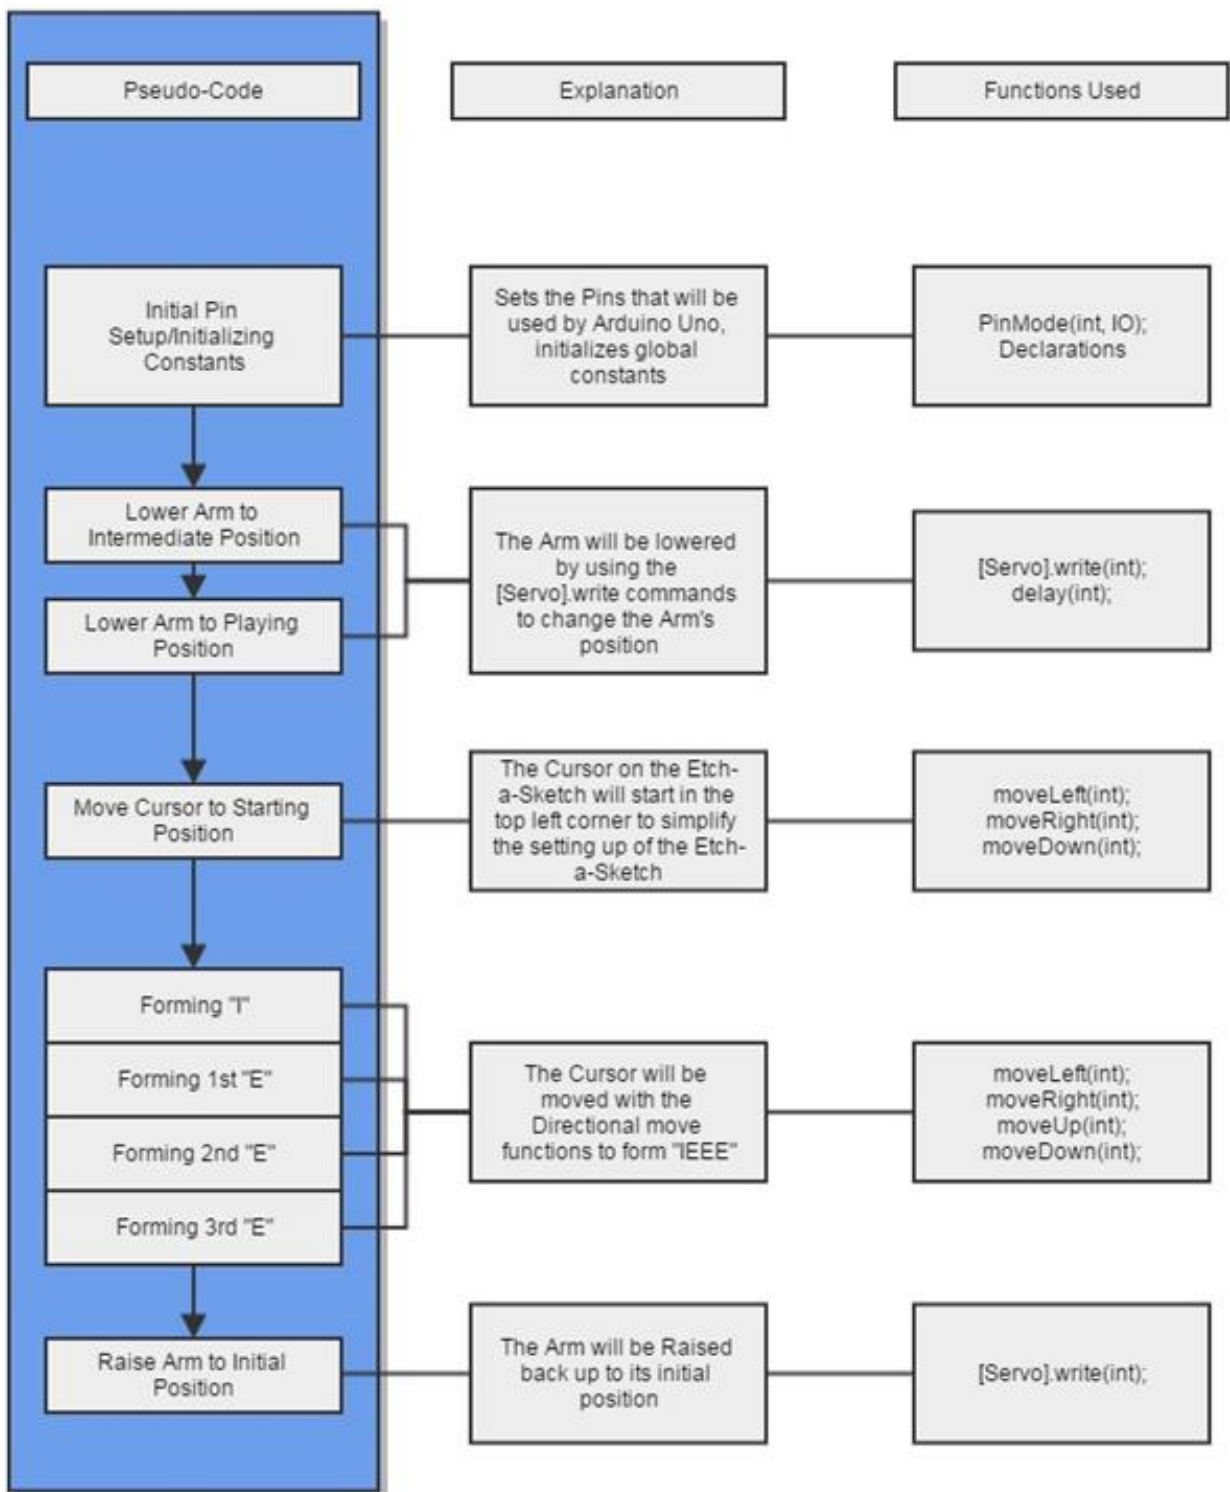 Pseudo-Code
Explanation
Functions Used
Initial Pin
Setup/Initializing
Constants
Sets the Pins that will be
used by Arduino Uno,
initializes global
constants
PinMode(int, IO);
Declarations
Lower Arm to
Intermediate Position
Lower Arm to Playing
Position
The Arm will be lowered
by using the
[Servo].write commands
to change the Arm's
position
[Servo].write(int);
delay(int);
Move Cursor to Starting
Position
The Cursor on the Etch-
a-Sketch will start in the
top left corner to simplify
the setting up of the Etch-
a-Sketch
moveLeft(int);
moveRight(int);
moveDown(int);
Forming "I"
Forming 1st "E"
Forming 2nd "E"
Forming 3rd "E"
The Cursor will be
moved with the
Directional move
functions to form "IEEE"
moveLeft(int);
moveRight(int);
moveUp(int);
moveDown(int);
Raise Arm to Initial
Position
The Arm will be Raised
back up to its initial
position
[Servo].write(int);